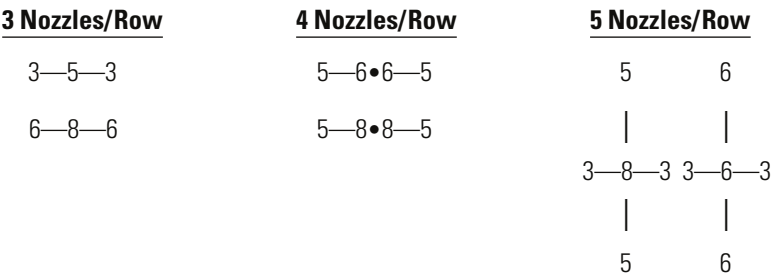 3 Nozzles/Row 4 Nozzles/Row 5 Nozzles/Row
3—5—3 5—6•6—5 5 6
6—8—6 5—8•8—5 | |
3—8—3 3—6—3
| |
5 6